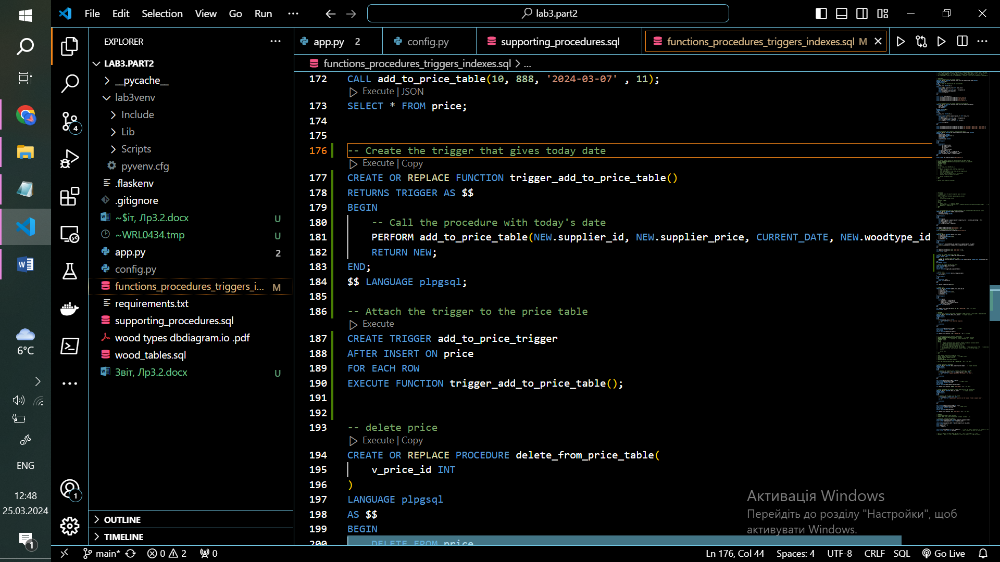 File Edit Selection View Go Run ···
lab3.part2
EXPLORER ···
LAB3.PART2
__pycache__
lab3venv
Include
Lib
Scripts
pyvenv.cfg
.flaskenv
.gitignore
~$іт, Лр3.2.docx U
~WRL0434.tmp U
app.py 2
config.py
functions_procedures_triggers_i... M
requirements.txt
supporting_procedures.sql
wood types dbdiagram.io .pdf
wood_tables.sql
Звіт, Лр3.2.docx U
OUTLINE
TIMELINE
4
1
6°C
ENG
12:48
25.03.2024
1
app.py 2
config.py
supporting_procedures.sql
functions_procedures_triggers_indexes.sql M
functions_procedures_triggers_indexes.sql > ...
172 CALL add_to_price_table(10, 888, '2024-03-07' , 11);
Execute | JSON
173 SELECT * FROM price;
174
175
176 -- Create the trigger that gives today date
Execute | Copy
177 CREATE OR REPLACE FUNCTION trigger_add_to_price_table()
178 RETURNS TRIGGER AS $$
179 BEGIN
180 -- Call the procedure with today's date
181 PERFORM add_to_price_table(NEW.supplier_id, NEW.supplier_price, CURRENT_DATE, NEW.woodtype_id
182 RETURN NEW;
183 END;
184 $$ LANGUAGE plpgsql;
185
186 -- Attach the trigger to the price table
Execute
187 CREATE TRIGGER add_to_price_trigger
188 AFTER INSERT ON price
189 FOR EACH ROW
190 EXECUTE FUNCTION trigger_add_to_price_table();
191
192
193 -- delete price
Execute | Copy
194 CREATE OR REPLACE PROCEDURE delete_from_price_table(
195 v_price_id INT
196 )
197 LANGUAGE plpgsql
198 AS $$
199 BEGIN
200 DELETE FROM price
Активація Windows
Перейдіть до розділу "Настройки", щоб
активувати Windows.
main* 0 2 0
Ln 176, Col 44 Spaces: 4 UTF-8 CRLF SQL Go Live